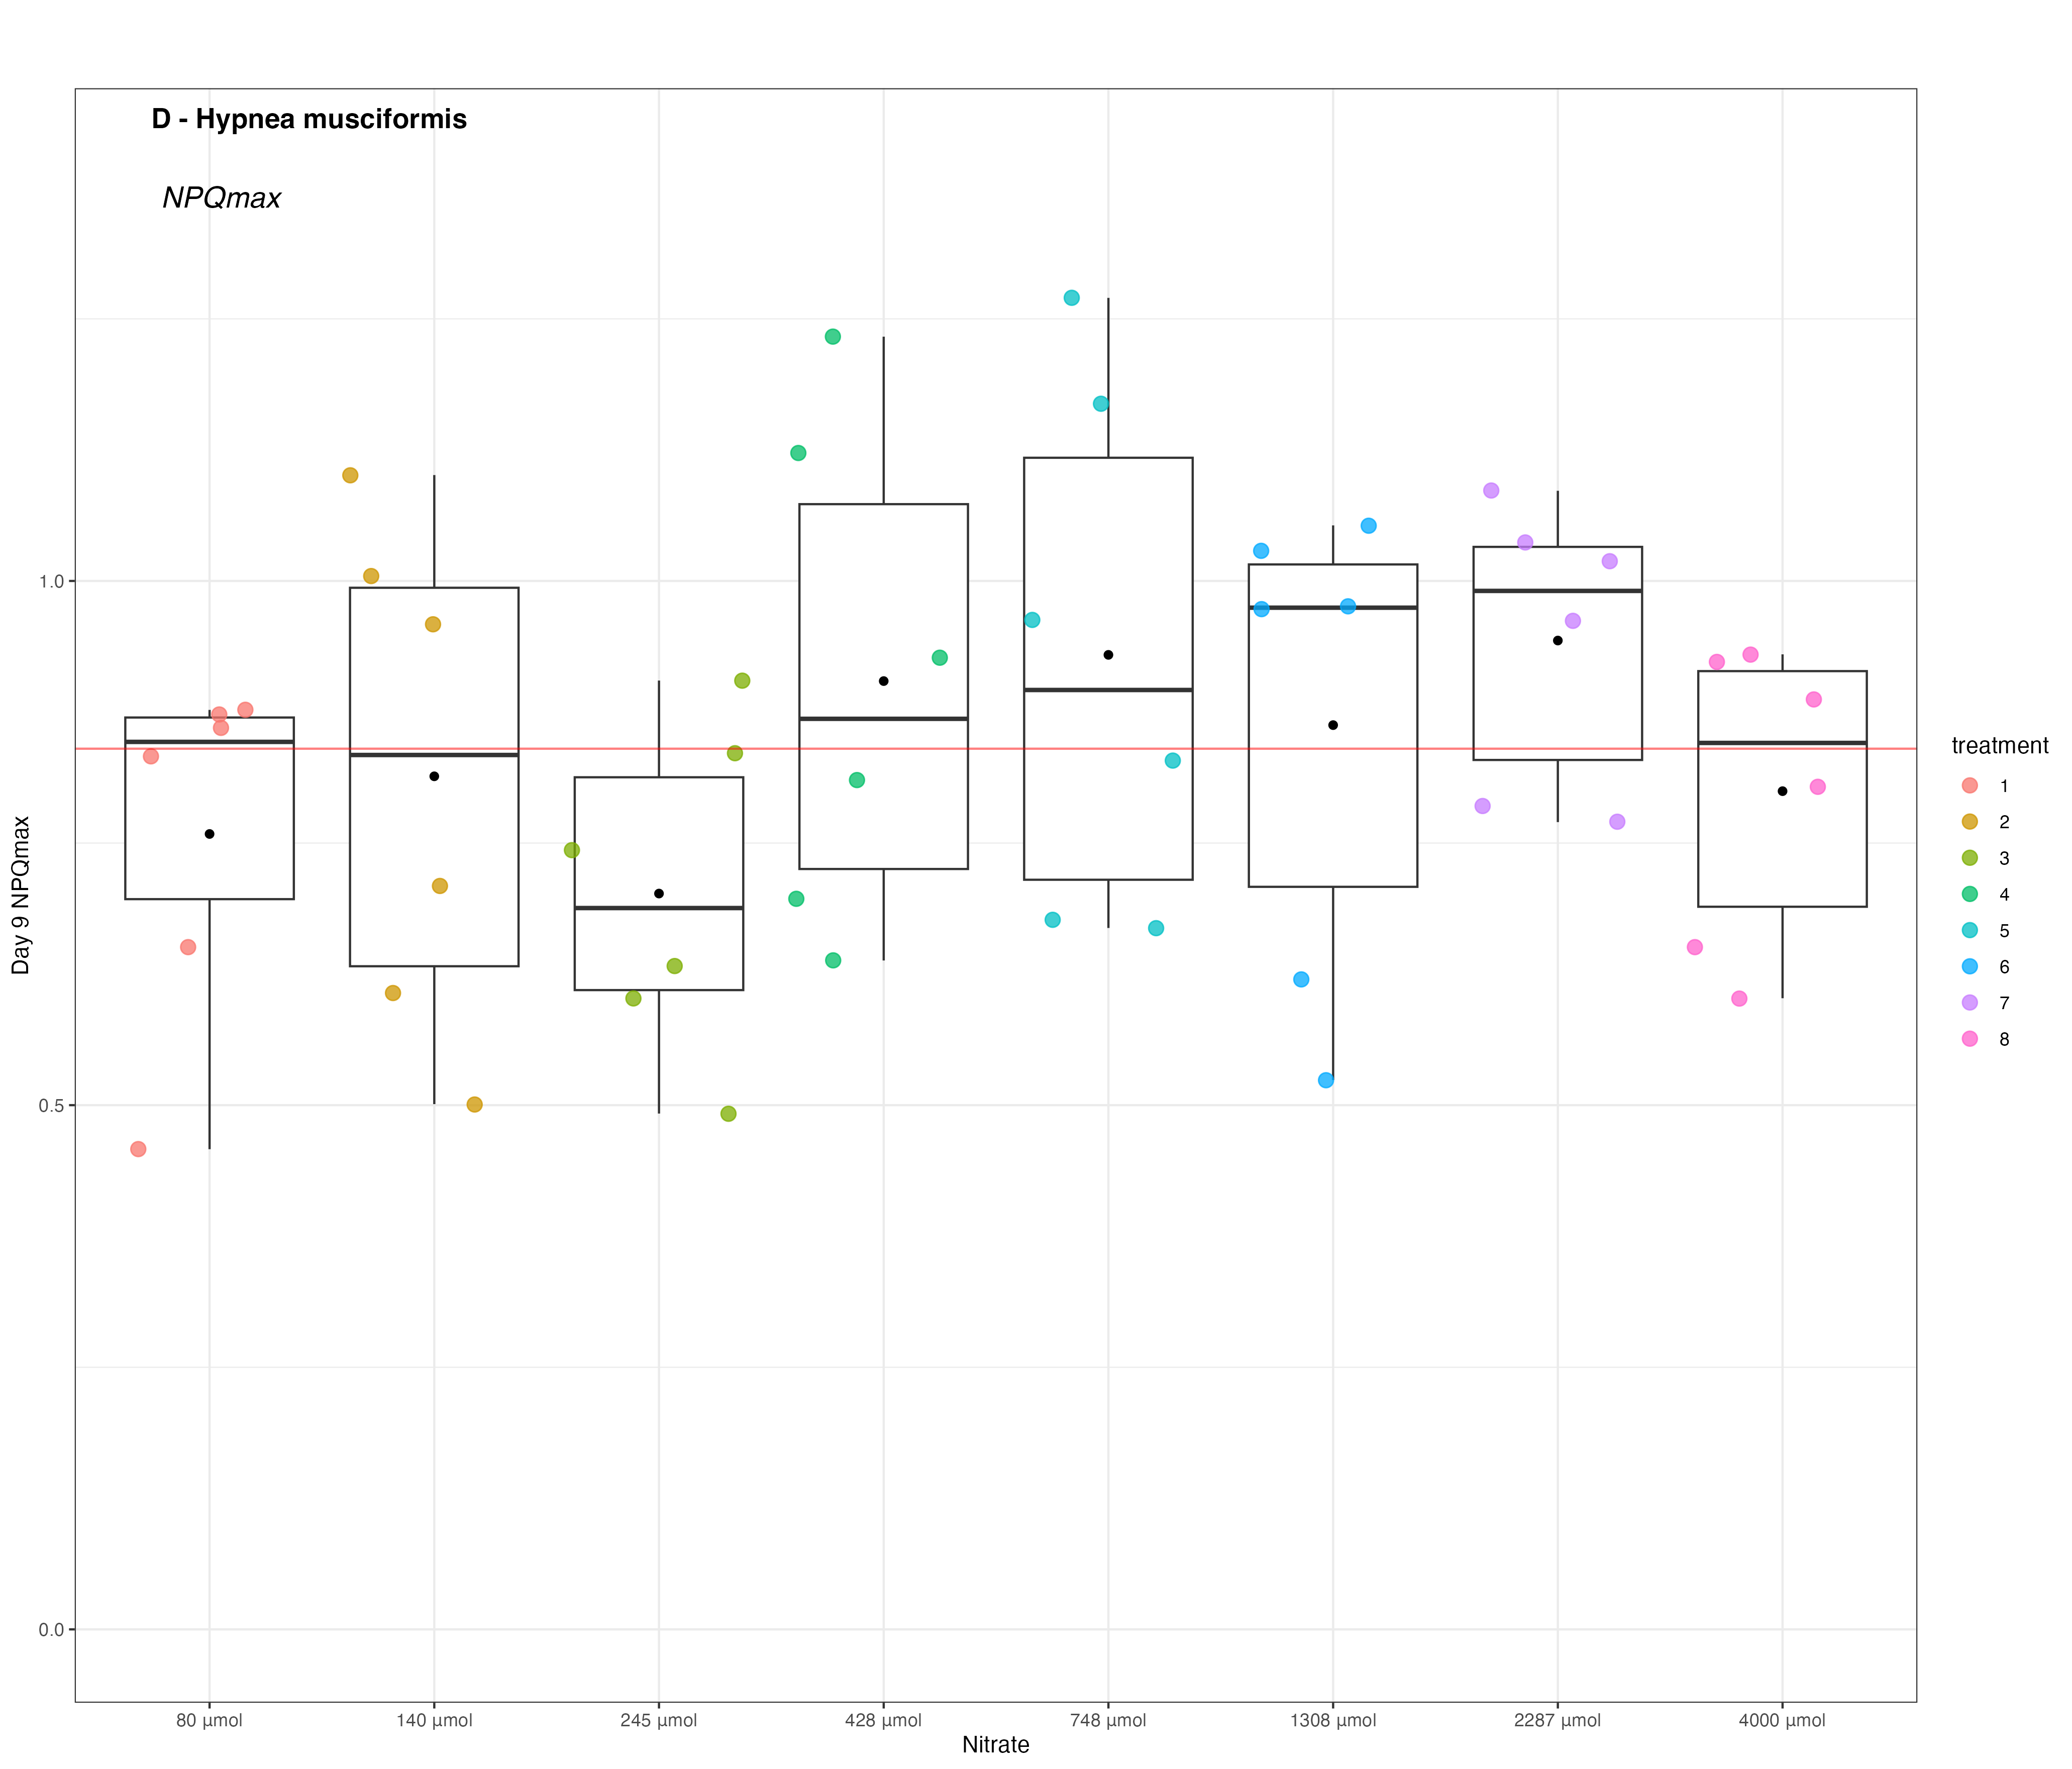 D - Hypnea musciformis
NPQmax
Day 9 NPQmax
1.0
0.5
0.0
80 μmol
140 μmol
245 μmol
428 μmol
748 μmol
1308 μmol
2287 μmol
4000 μmol
Nitrate
treatment
1
2
3
4
5
6
7
8